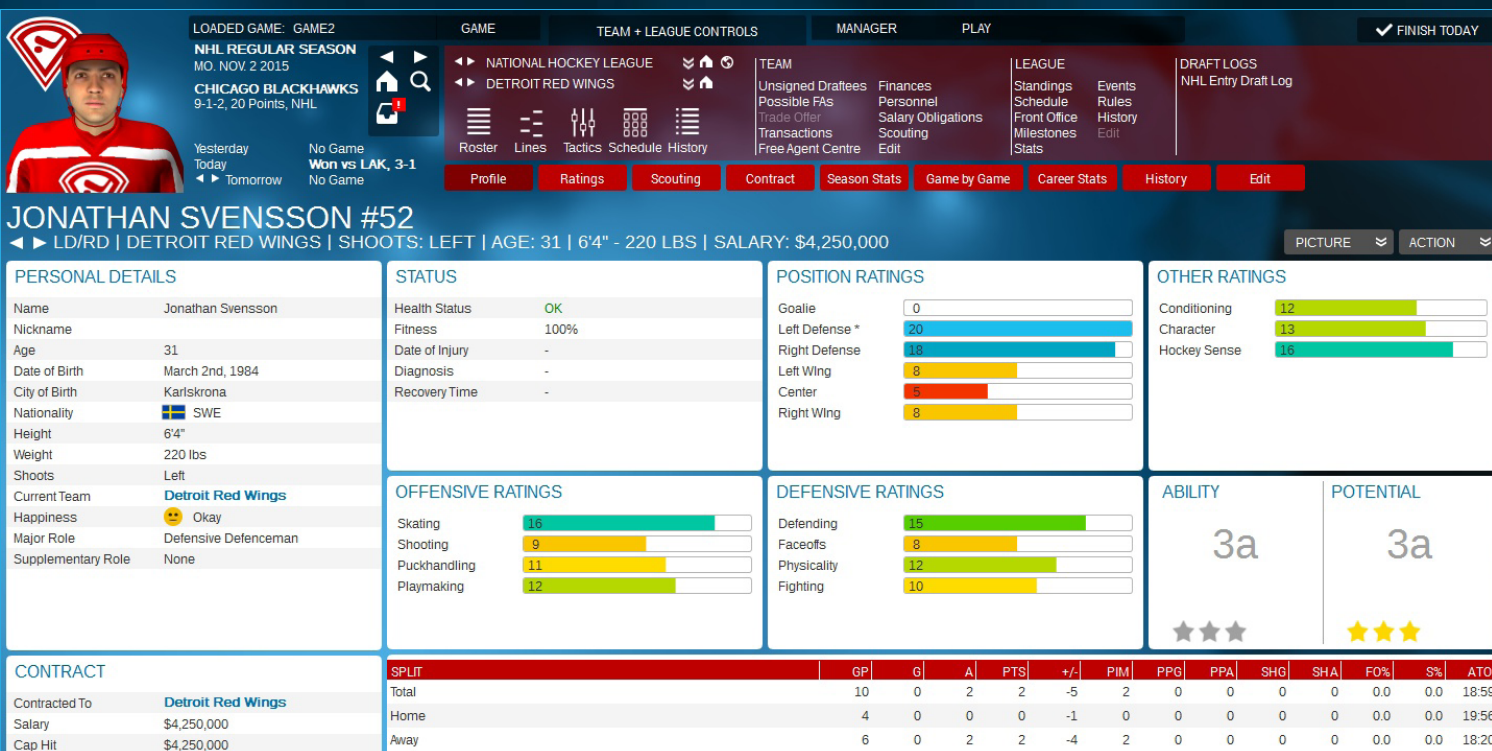 LOADED GAME: GAME2
GAME
TEAM + LEAGUE CONTROLS
MANAGER
PLAY
FINISH TODAY
NHL REGULAR SEASON
MO. NOV. 2 2015
CHICAGO BLACKHAWKS
9-1-2, 20 Points, NHL
Yesterday No Game
Today Won vs LAK, 3-1
Tomorrow No Game
!
NATIONAL HOCKEY LEAGUE
DETROIT RED WINGS
Roster Lines Tactics Schedule History
TEAM
Unsigned Draftees Finances
Possible FAs Personnel
Trade Offer Salary Obligations
Transactions Scouting
Free Agent Centre Edit
LEAGUE
Standings Events
Schedule Rules
Front Office History
Milestones Edit
Stats
DRAFT LOGS
NHL Entry Draft Log
Profile Ratings Scouting Contract Season Stats Game by Game Career Stats History Edit
JONATHAN SVENSSON #52
LD/RD | DETROIT RED WINGS | SHOOTS: LEFT | AGE: 31 | 6'4" - 220 LBS | SALARY: $4,250,000
PICTURE ACTION
PERSONAL DETAILS
Name Jonathan Svensson
Nickname
Age 31
Date of Birth March 2nd, 1984
City of Birth Karlskrona
Nationality SWE
Height 6'4"
Weight 220 lbs
Shoots Left
Current Team Detroit Red Wings
Happiness Okay
Major Role Defensive Defenceman
Supplementary Role None
STATUS
Health Status OK
Fitness 100%
Date of Injury -
Diagnosis -
Recovery Time -
POSITION RATINGS
Goalie 0
Left Defense * 20
Right Defense 18
Left WIng 8
Center 5
Right WIng 8
OTHER RATINGS
Conditioning 12
Character 13
Hockey Sense 16
OFFENSIVE RATINGS
Skating 16
Shooting 9
Puckhandling 11
Playmaking 12
DEFENSIVE RATINGS
Defending 15
Faceoffs 8
Physicality 12
Fighting 10
ABILITY
3a
POTENTIAL
3a
CONTRACT
Contracted To Detroit Red Wings
Salary $4,250,000
Cap Hit $4,250,000
SPLIT GP G A PTS +/- PIM PPG PPA SHG SHA FO% S% ATO
Total 10 0 2 2 -5 2 0 0 0 0 0.0 0.0 18:59
Home 4 0 0 0 -1 0 0 0 0 0 0.0 0.0 19:56
Away 6 0 2 2 -4 2 0 0 0 0 0.0 0.0 18:20